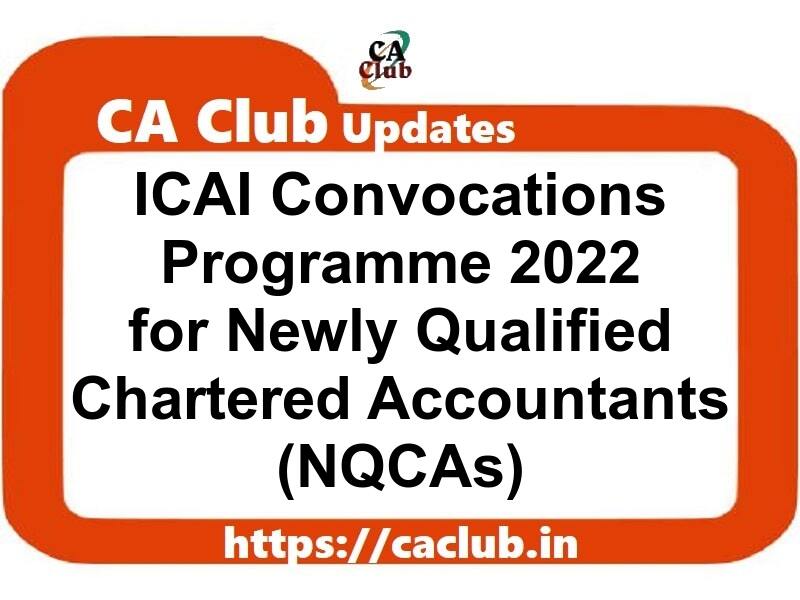 CA
Club
CA Club Updates
ICAI Convocations
Programme 2022
for Newly Qualified
Chartered Accountants
(NQCAs)
https://caclub.in